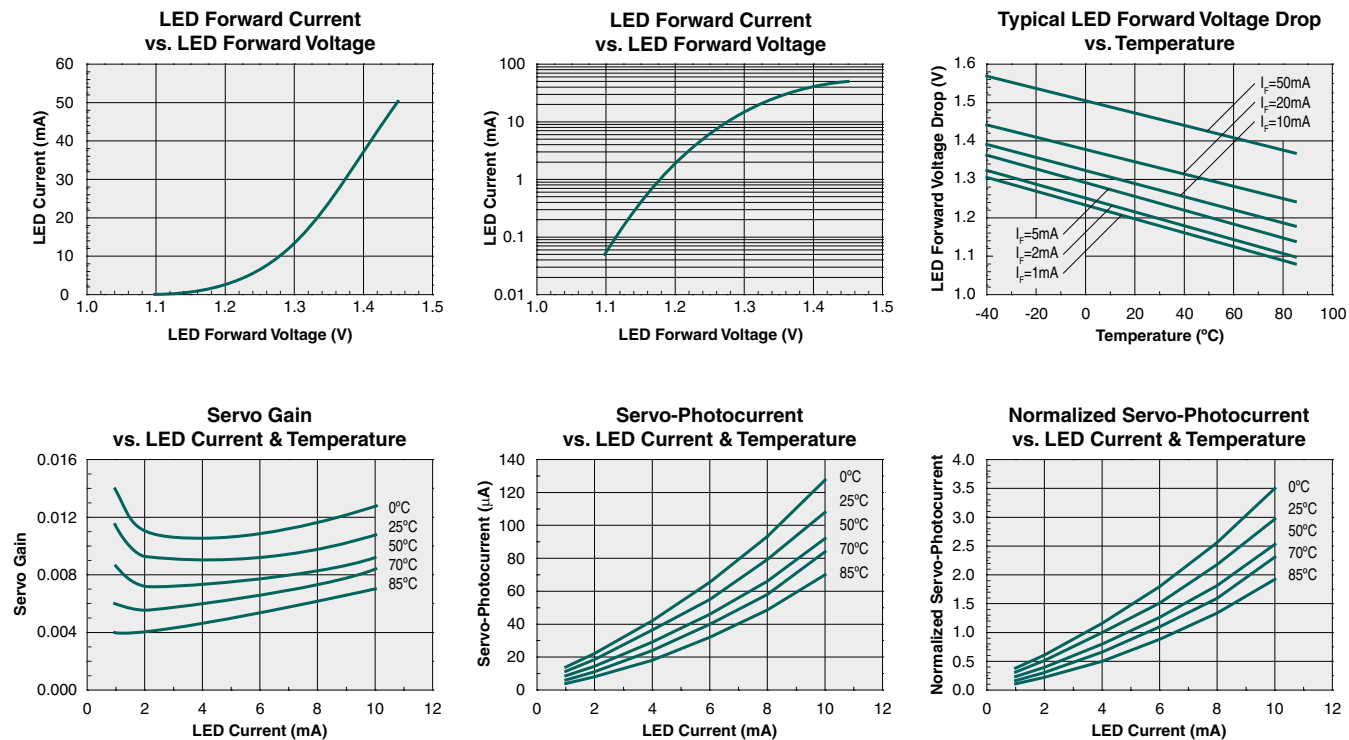 LED Forward Current
vs. LED Forward Voltage
60
50
40
30
20
10
0
LED Current (mA)
1.0 1.1 1.2 1.3 1.4 1.5
LED Forward Voltage (V)
LED Forward Current
vs. LED Forward Voltage
100
10
1
0.1
0.01
LED Current (mA)
1.0 1.1 1.2 1.3 1.4 1.5
LED Forward Voltage (V)
Typical LED Forward Voltage Drop
vs. Temperature
1.6
1.5
1.4
1.3
1.2
1.1
1.0
LED Forward Voltage Drop (V)
IF=50mA
IF=20mA
IF=10mA
IF=5mA
IF=2mA
IF=1mA
-40 -20 0 20 40 60 80 100
Temperature (ºC)
Servo Gain
vs. LED Current & Temperature
0.016
0.012
0.008
0.004
0.000
Servo Gain
0ºC
25ºC
50ºC
70ºC
85ºC
0 2 4 6 8 10 12
LED Current (mA)
Servo-Photocurrent
vs. LED Current & Temperature
140
120
100
80
60
40
20
0
Servo-Photocurrent (μA)
0ºC
25ºC
50ºC
70ºC
85ºC
0 2 4 6 8 10 12
LED Current (mA)
Normalized Servo-Photocurrent
vs. LED Current & Temperature
4.0
3.5
3.0
2.5
2.0
1.5
1.0
0.5
0.0
Normalized Servo-Photocurrent
0ºC
25ºC
50ºC
70ºC
85ºC
0 2 4 6 8 10 12
LED Current (mA)